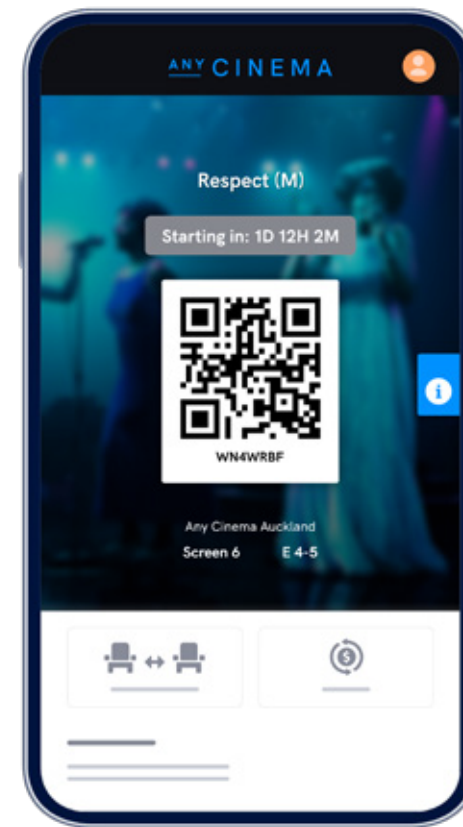 ANY CINEMA
Respect (M)
Starting in: 1D 12H 2M
WN4WRBF
Any Cinema Auckland
Screen 6 E 4-5